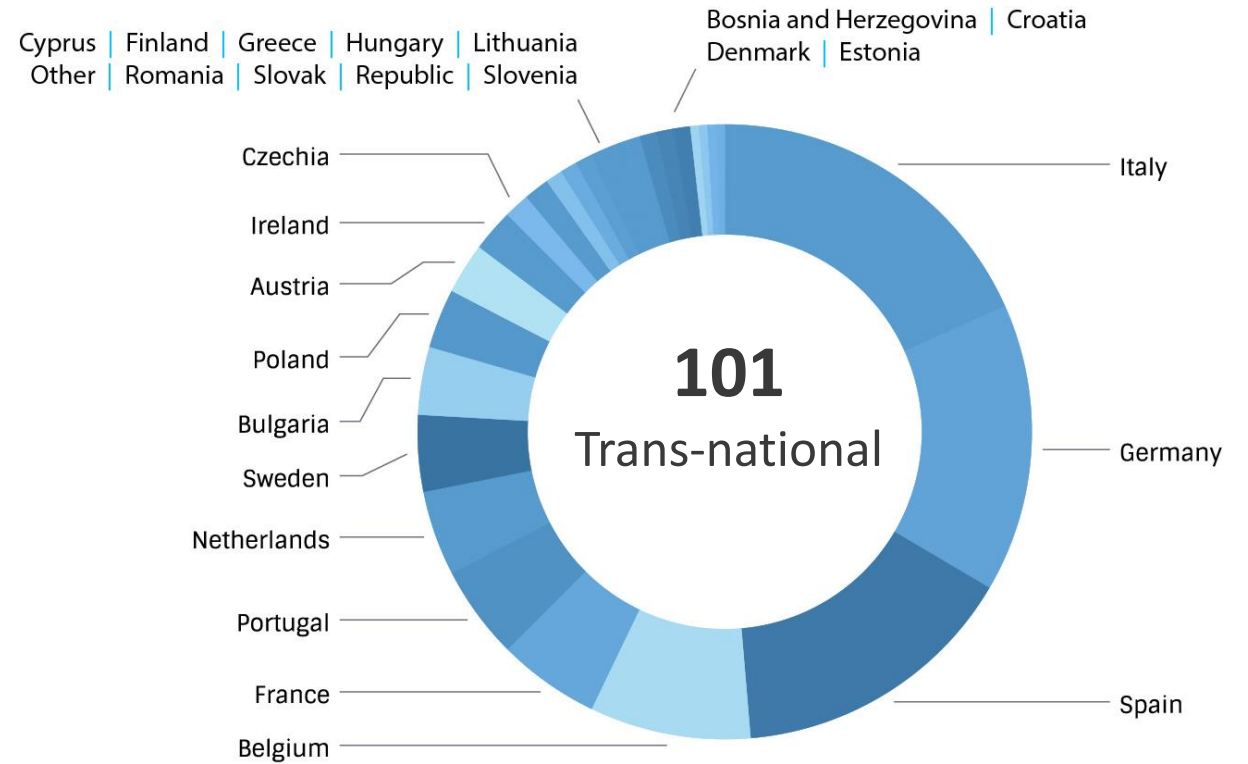 Bosnia and Herzegovina | Croatia
Denmark | Estonia
Cyprus | Finland | Greece | Hungary | Lithuania
Other | Romania | Slovak | Republic | Slovenia
Czechia
Italy
Ireland
Austria
Poland
101
Trans-national
Bulgaria
Germany
Sweden
Netherlands
Portugal
France
Spain
Belgium